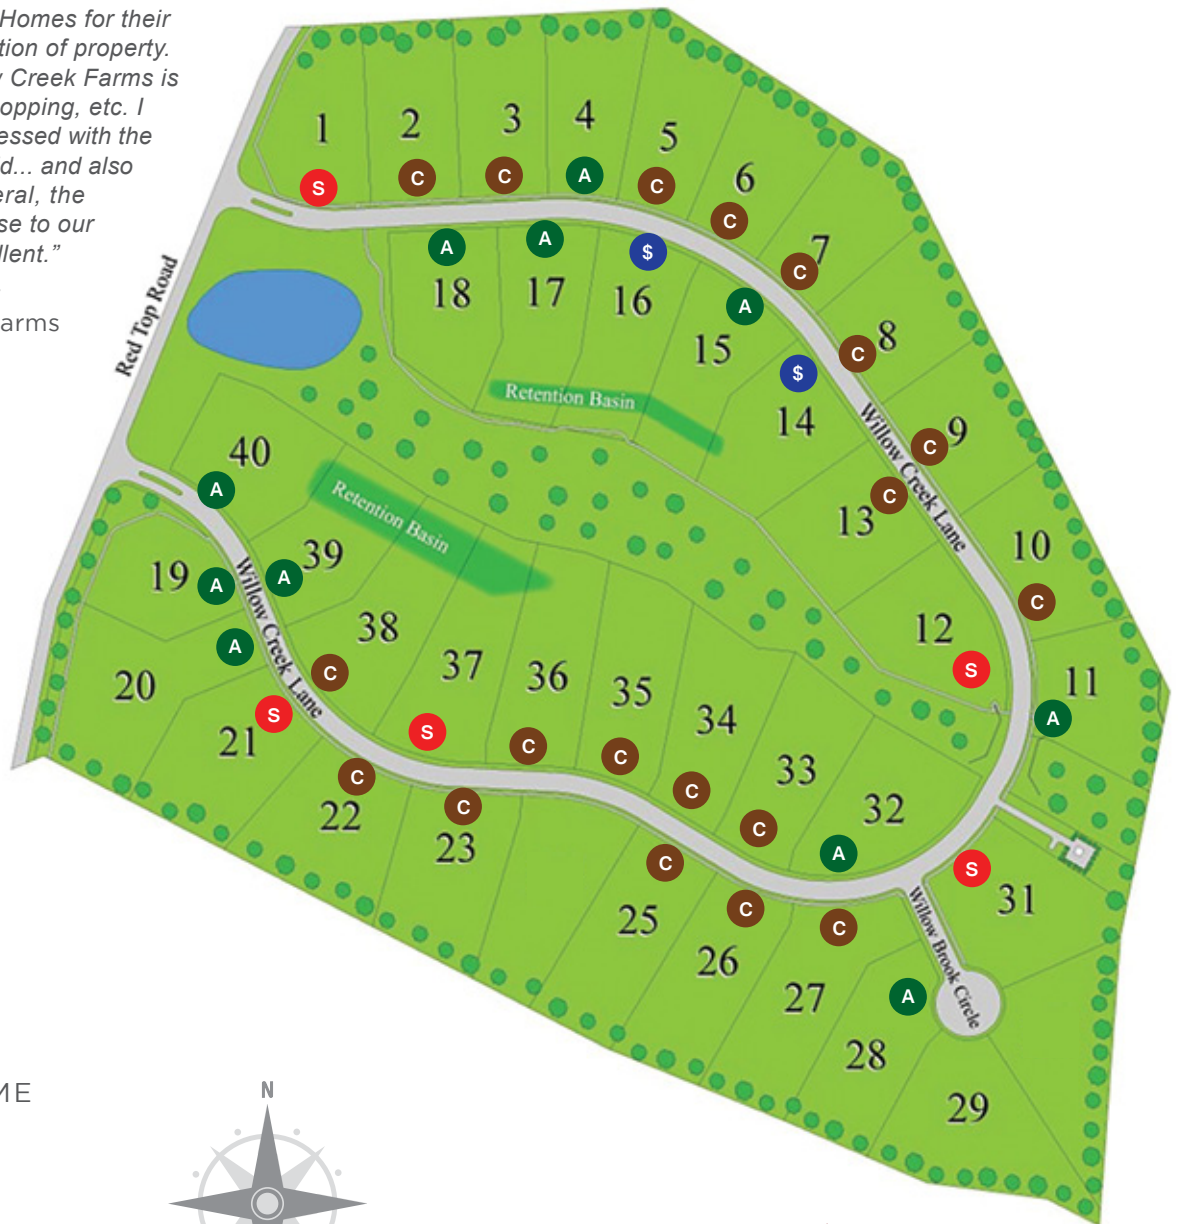 Homes for their
tion of property.
Creek Farms is
opping, etc. I
essed with the
d... and also
eral, the
se to our
llent.”
arms
1
2
3
4
5
6
7
8
9
10
11
S
C
C
A
C
C
C
C
C
C
A
18
17
16
15
14
13
12
A
A
$
A
$
C
S
Red Top Road
Retention Basin
Willow Creek Lane
40
39
38
37
36
35
34
33
32
A
A
C
S
C
C
C
C
A
Retention Basin
Willow Creek Lane
19
20
21
22
23
25
26
27
28
29
31
A
A
S
C
C
C
C
C
A
S
Willow Brook Circle
ME
N